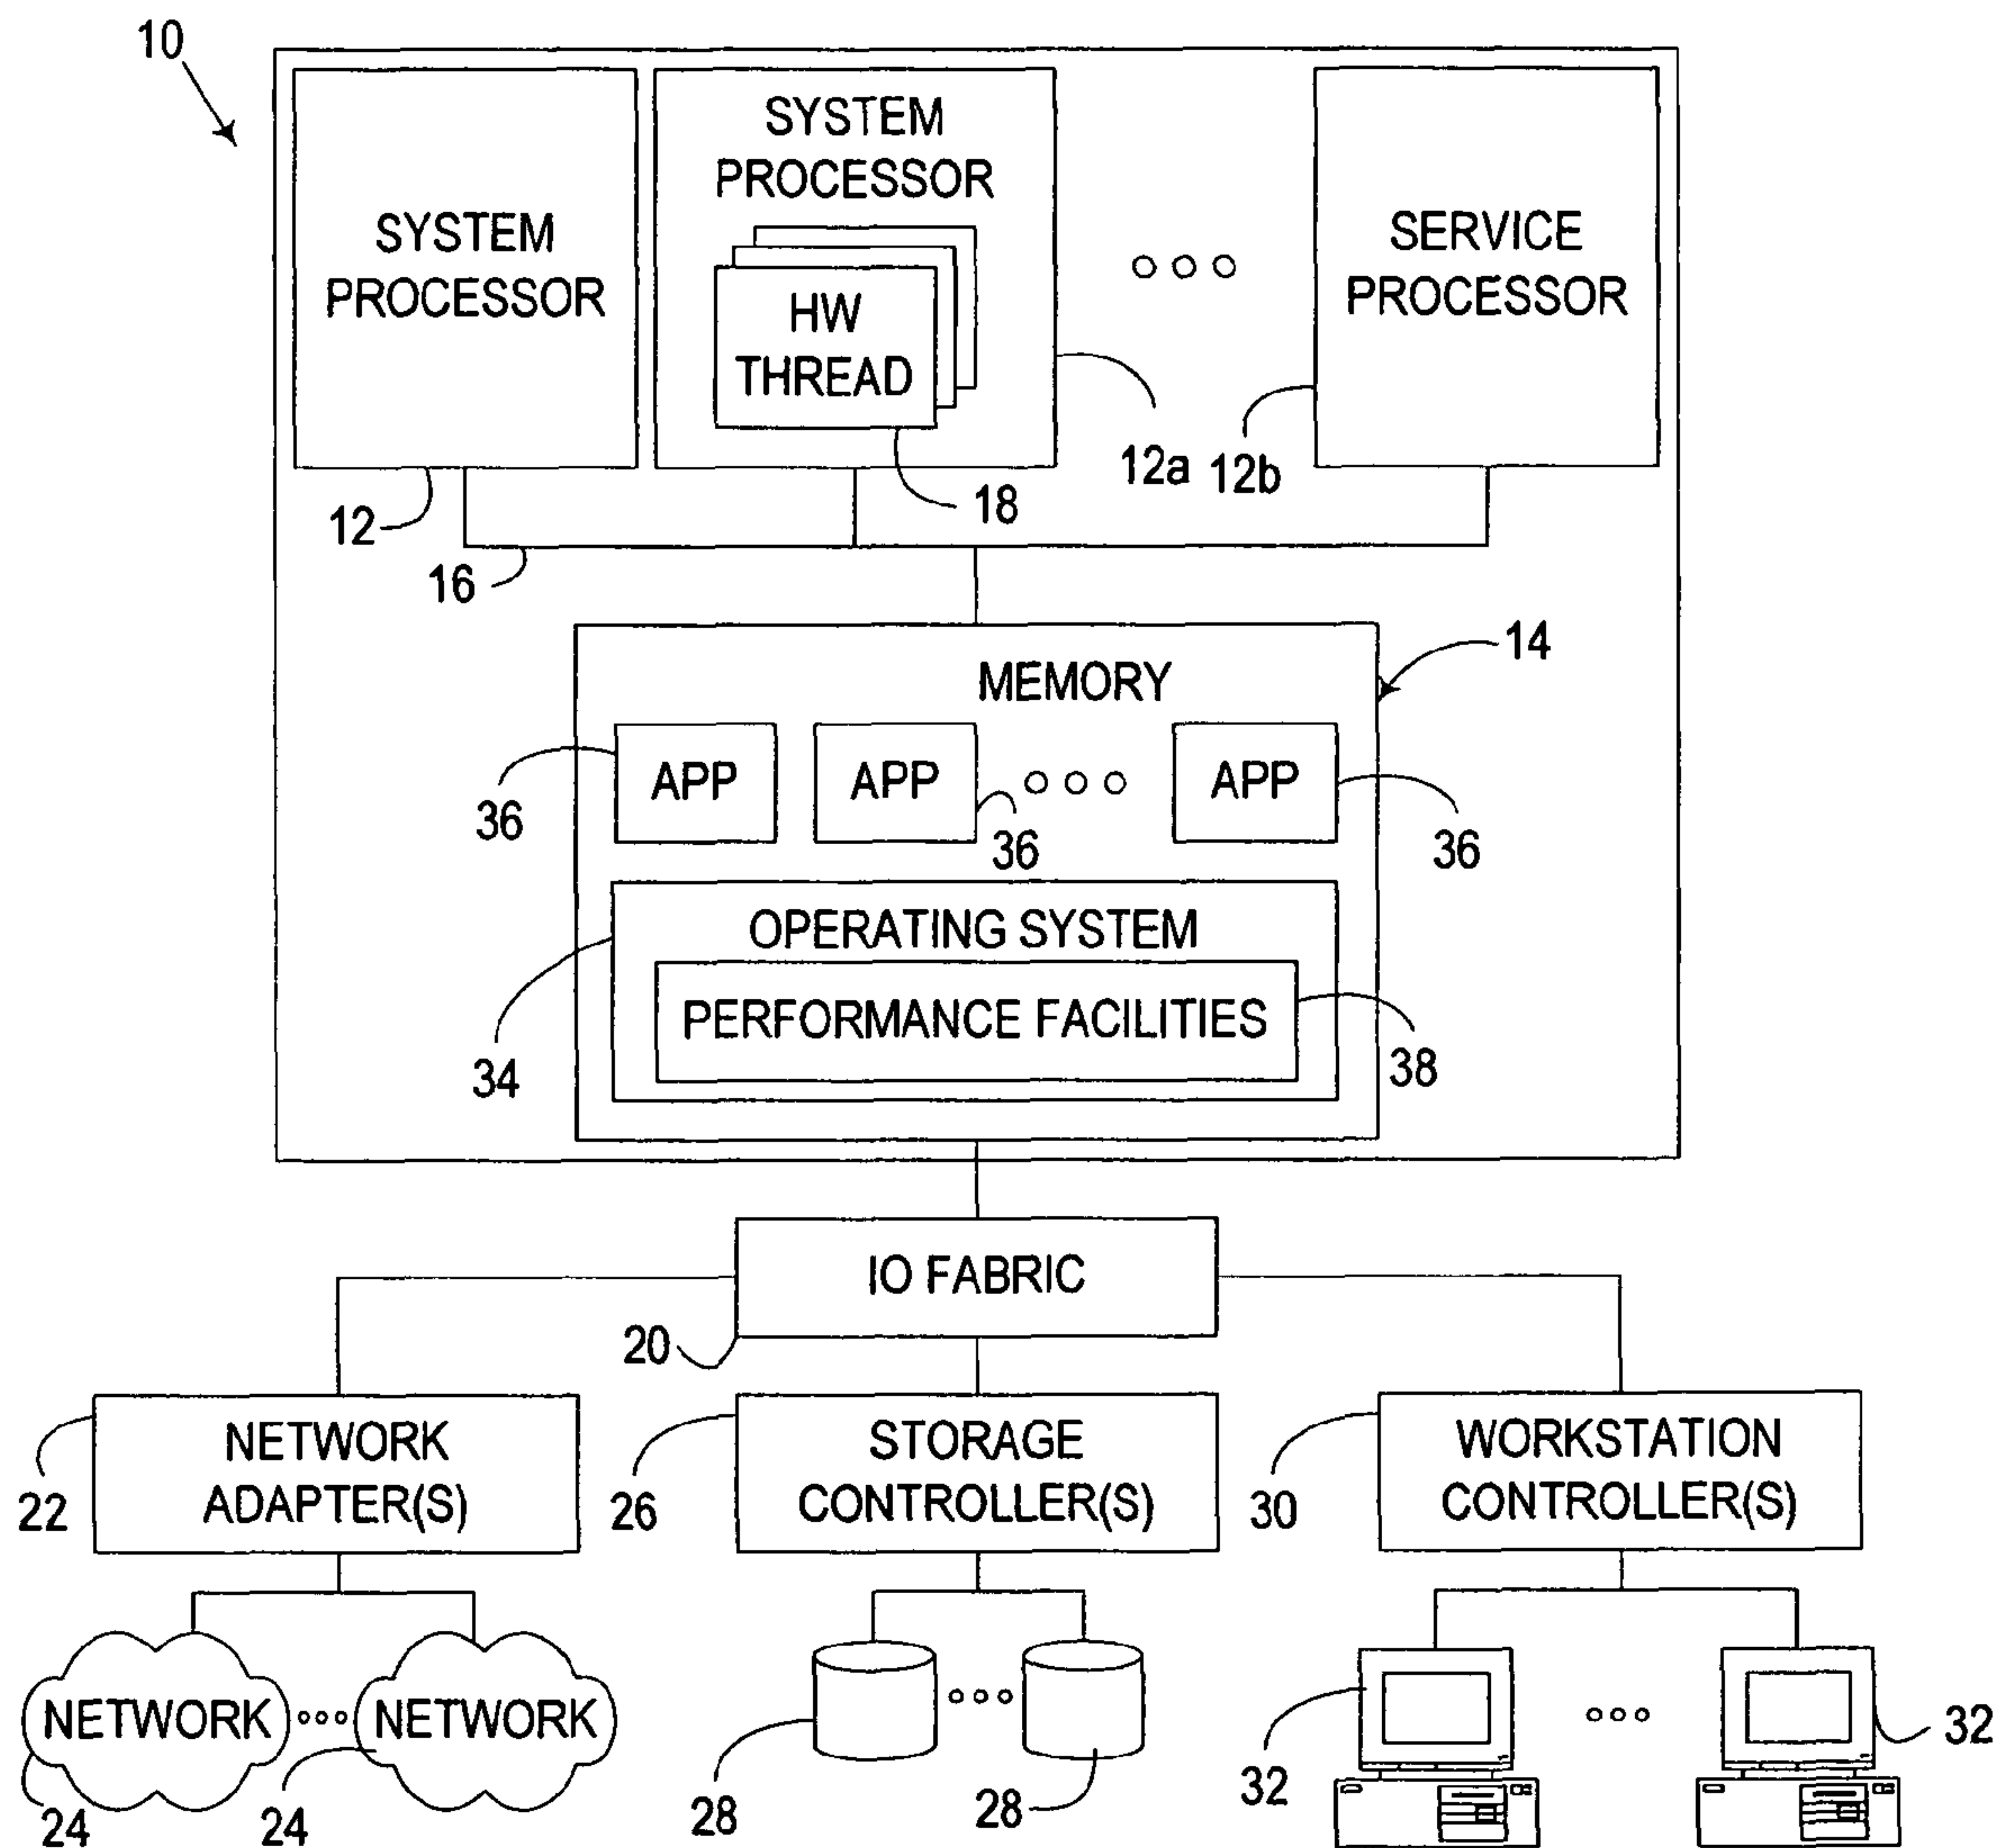 10
SYSTEM
PROCESSOR
SYSTEM
PROCESSOR
HW
THREAD
SERVICE
PROCESSOR
12
18
12a
12b
16
14
MEMORY
APP
APP
APP
36
36
36
OPERATING SYSTEM
PERFORMANCE FACILITIES
34
38
IO FABRIC
20
NETWORK
ADAPTER(S)
22
STORAGE
CONTROLLER(S)
26
WORKSTATION
CONTROLLER(S)
30
NETWORK
NETWORK
24
24
28
28
32
32